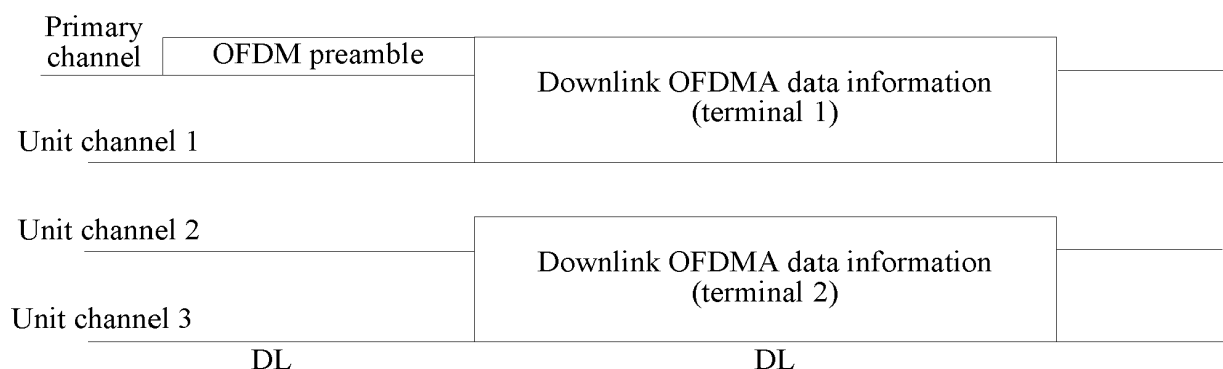 Primary
channel
OFDM preamble
Downlink OFDMA data information
(terminal 1)
Unit channel 1
Unit channel 2
Downlink OFDMA data information
(terminal 2)
Unit channel 3
DL
DL